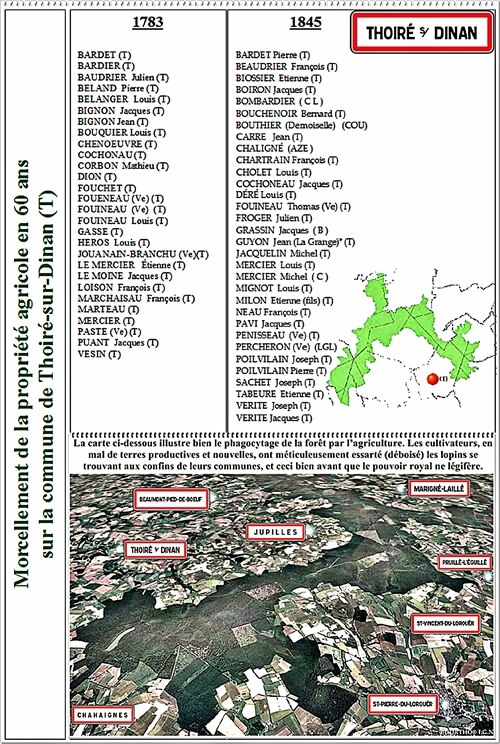 Morcellement de la propriété agricole en 60 ans
sur la commune de Thoiré-sur-Dinan (T)
1783
BARDET (T)
BARDIER (T)
BAUDRIER Julien (T)
BELAND Pierre (T)
BELANGER Louis (T)
BIGNON Jacques (T)
BIGNON Jean (T)
BOUQUIER Louis (T)
CHENOEUVRE (T)
COCHONAU (T)
CORBON Mathieu (T)
DION (T)
FOUCHET (T)
FOUENEAU (Ve) (T)
FOUINEAU (Ve) (T)
FOUINEAU Louis (T)
GASSE (T)
HEROS Louis (T)
JOUANAIN-BRANCHU (Ve)(T)
LE MERCIER Étienne (T)
LE MOINE Jacques (T)
LOISON François (T)
MARCHAISAU François (T)
MARTEAU (T)
MERCIER (T)
PASTE (Ve) (T)
PUANT Jacques (T)
VESIN (T)
1845
BARDET Pierre (T)
BEAUDRIER François (T)
BIOSSIER Etienne (T)
BOIRON Jacques (T)
BOMBARDIER ( C L )
BOUCHENOIR Bernard (T)
BOUTHIER (Demoiselle) (COU)
CARRE Jean (T)
CHALIGNÉ (AZE )
CHARTRAIN François (T)
CHOLET Louis (T)
COCHONEAU Jacques (T)
DÉRÉ Louis (T)
FOUINEAU Thomas (Ve) (T)
FROGER Julien (T)
GRASSIN Jacques ( B )
GUYON Jean (La Grange)" (T)
JACQUELIN Michel (T)
MERCIER Louis (T)
MERCIER Michel ( C )
MIGNOT Louis (T)
MILON Etienne (fils) (T)
NEAU François (T)
PAVI Jacques (T)
PENISSEAU (Ve) (T)
PERCHERON (Ve) (LGL)
POILVILAIN Joseph (T)
POILVILAIN Pierre (T)
SACHET Joseph (T)
TABEURE Etienne (T)
VERITE Joseph (T)
VERITE Jacques (T)
THOIRÉ S/ DINAN
(T)
La carte ci-dessous illustre bien le phagocytage de la forêt par l'agriculture. Les cultivateurs, en
mal de terres productives et nouvelles, ont méticuleusement essarté (déboisé) les lopins se
trouvant aux confins de leurs communes, et ceci bien avant que le pouvoir royal ne légifère.
BEAUMONT-PIED-DE-BOEUF
MARIGNÉ-LAILLÉ
JUPILLES
THOIRÉ S/ DINAN
PRUILLÉ-L'ÉGUILLÉ
ST-VINCENT-DU-LOROUËR
ST-PIERRE-DU-LOROUËR
CHAHAIGNES